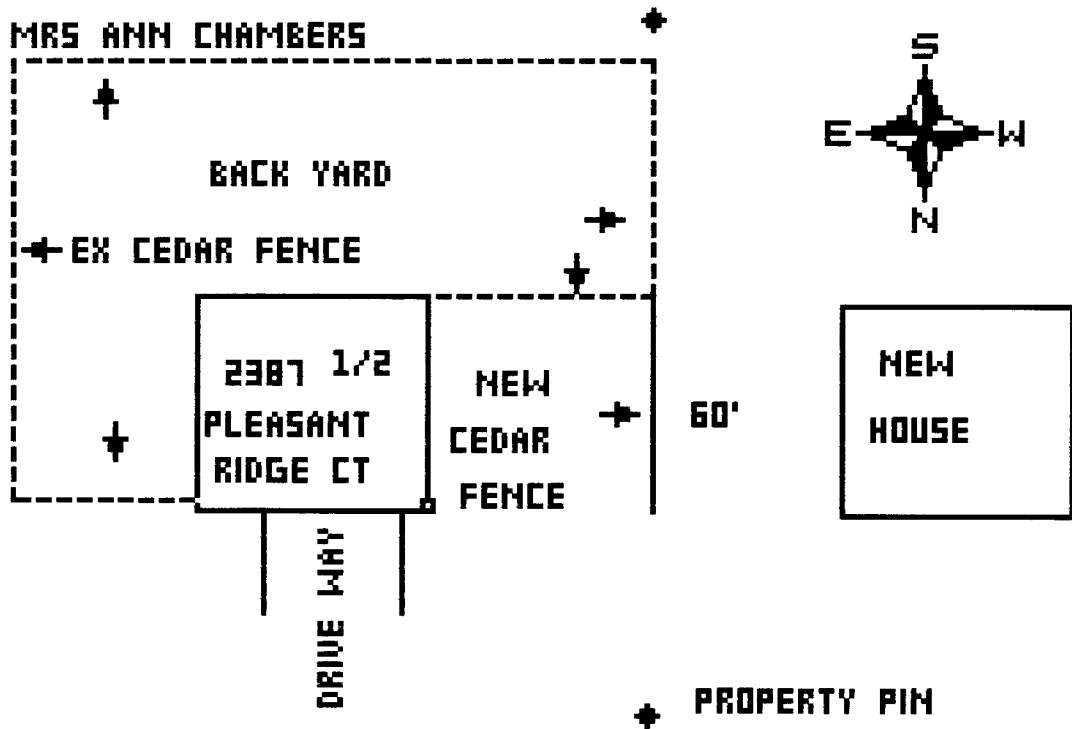 MRS ANN CHAMBERS
S
E W
N
BACK YARD
EX CEDAR FENCE
2387 1/2
PLEASANT
RIDGE CT
NEW
CEDAR
FENCE
60'
NEW
HOUSE
DRIVE WAY
PROPERTY PIN